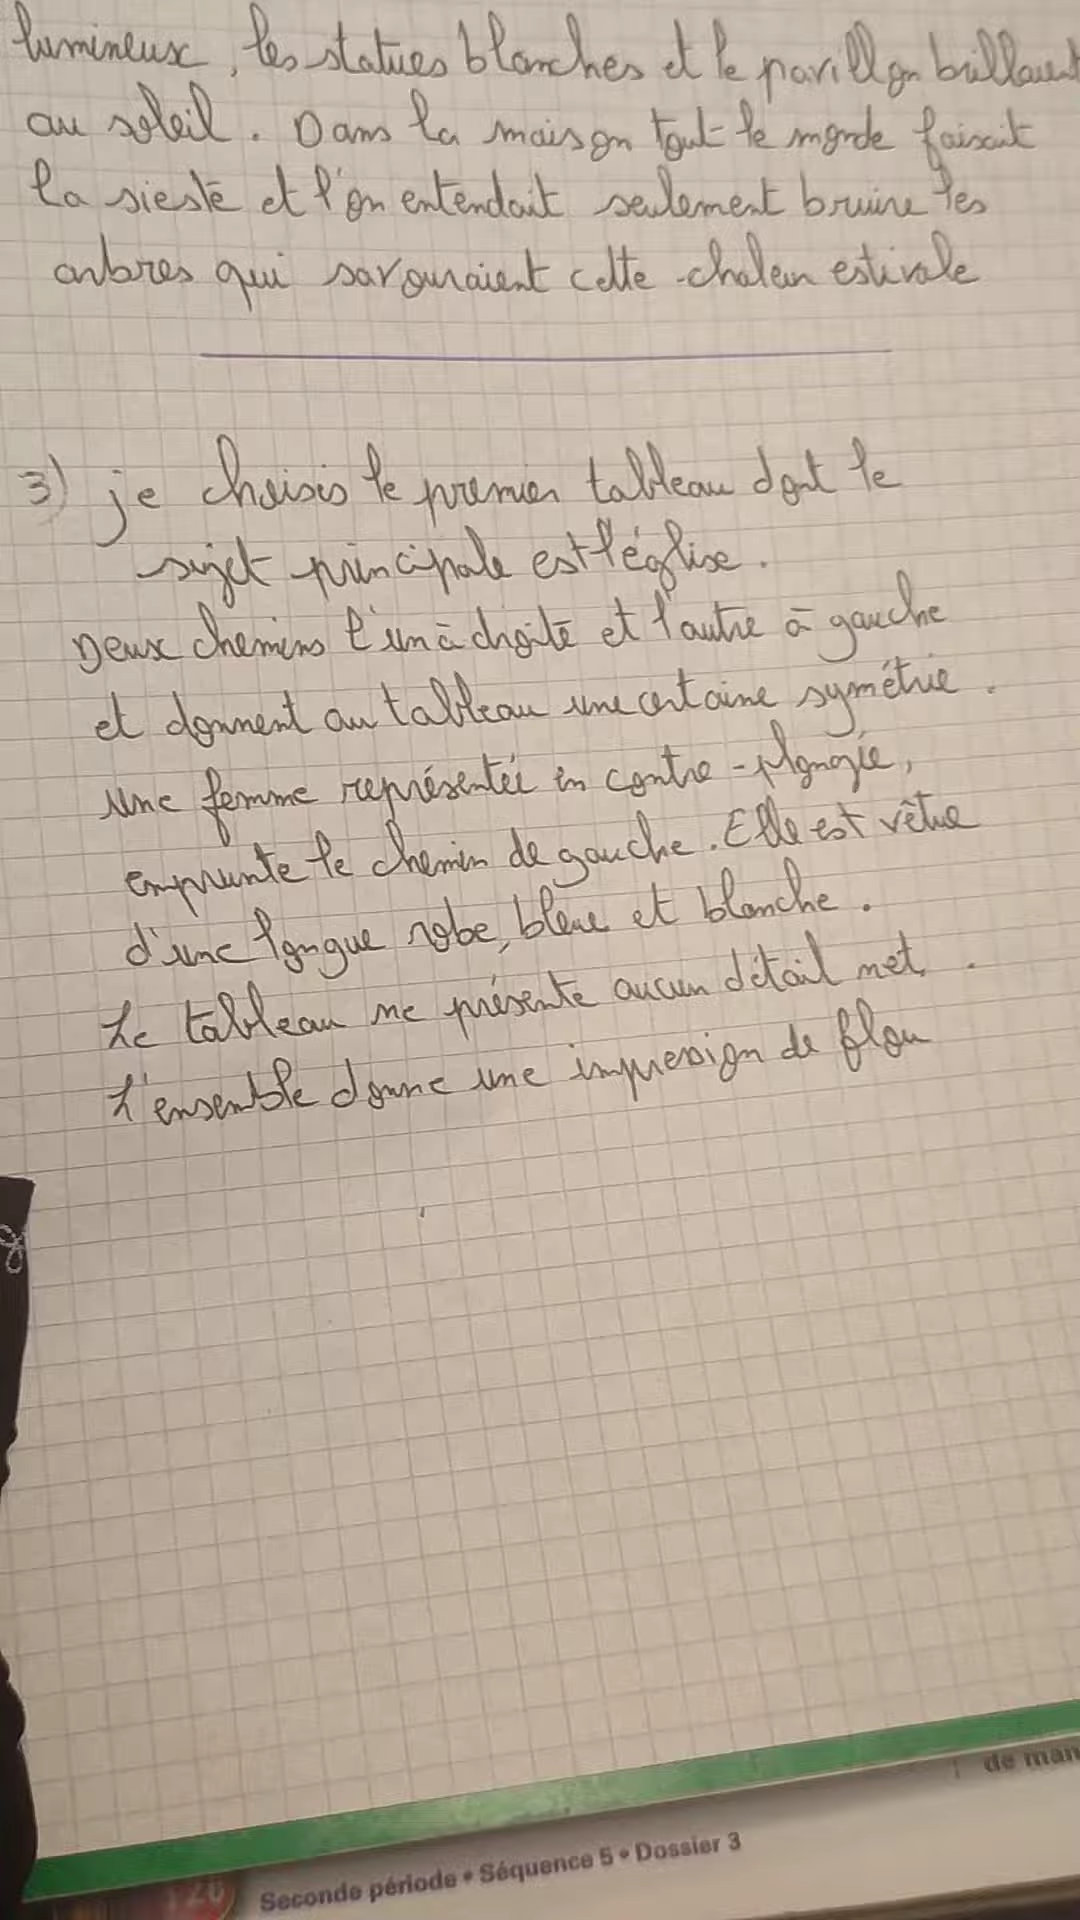 lumineux, les statues blanches et le pavillon brillaient
au soleil. Dans la maison tout le monde faisait
la sieste et l'on entendait seulement bruire les
arbres qui savouraient cette chaleur estivale
3) je choisis le premier tableau dont le
sujet principale est l'église.
Deux chemins l'un à droite et l'autre à gauche
et donnent au tableau une certaine symétrie.
Une femme représentée en contre-plongée,
emprunte le chemin de gauche. Elle est vêtue
d'une longue robe, bleue et blanche.
Le tableau ne présente aucun détail net.
L'ensemble donne une impression de flou
de man
120 Seconde période • Séquence 5 • Dossier 3